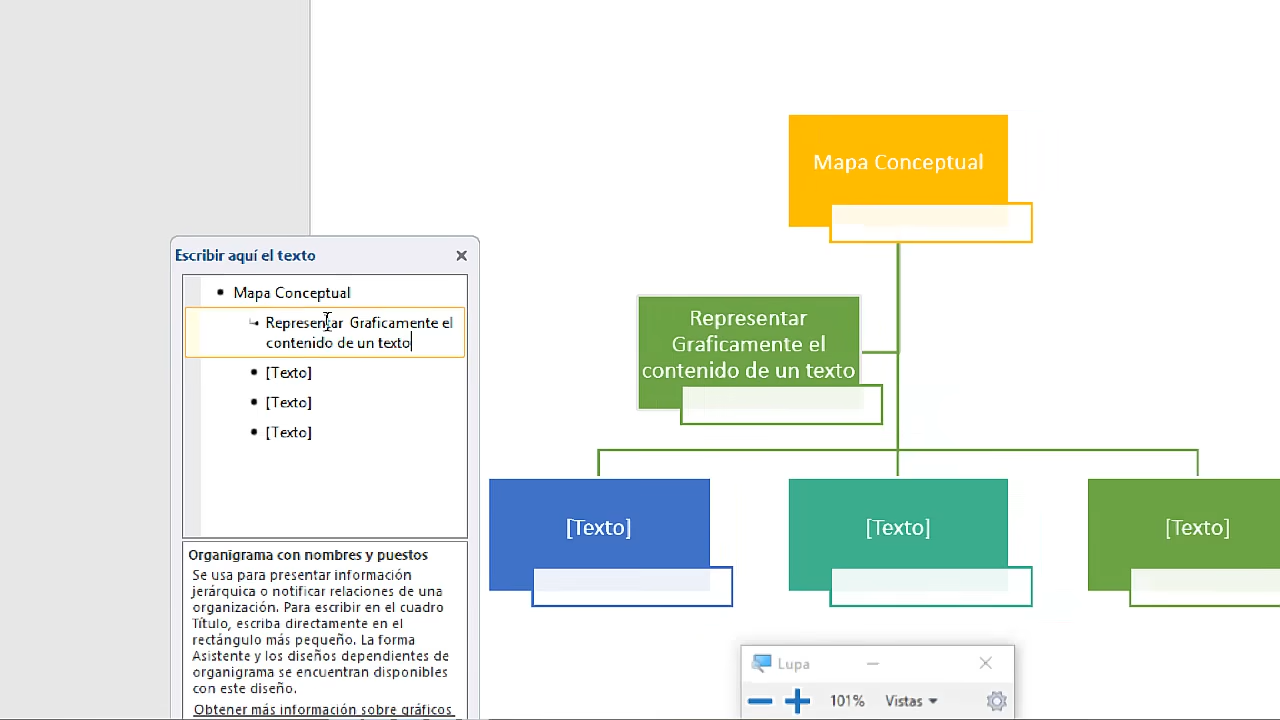 Mapa Conceptual
Escribir aquí el texto
Mapa Conceptual
Representar Graficamente el
contenido de un texto
[Texto]
[Texto]
[Texto]
Representar
Graficamente el
contenido de un texto
[Texto]
[Texto]
[Texto]
Organigrama con nombres y puestos
Se usa para presentar información
jerárquica o notificar relaciones de una
organización. Para escribir en el cuadro
Título, escriba directamente en el
rectángulo más pequeño. La forma
Asistente y los diseños dependientes de
organigrama se encuentran disponibles
con este diseño.
Obtener más información sobre gráficos
Lupa
101%
Vistas